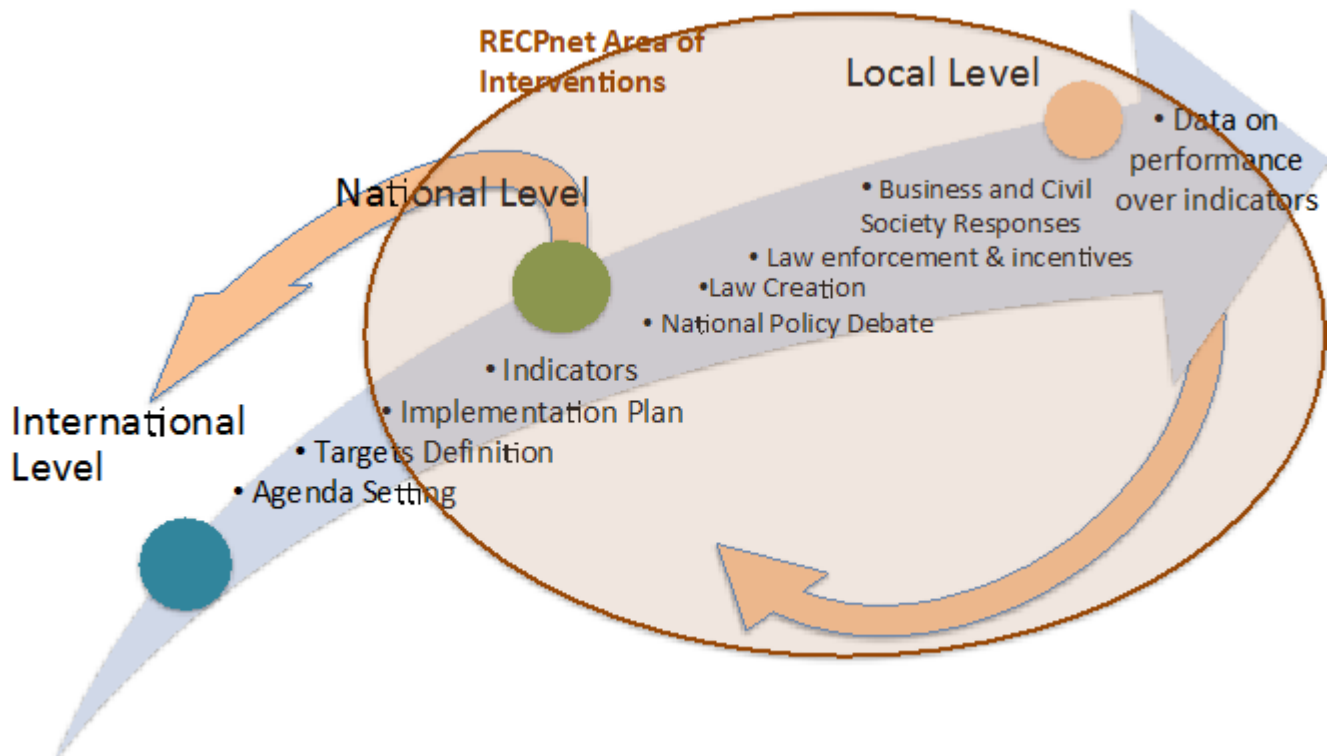 RECPnet Area of
Interventions
Local Level
• Data on
performance
over indicators
National Level
• Business and Civil
Society Responses
• Law enforcement & incentives
•Law Creation
• National Policy Debate
• Indicators
• Implementation Plan
• Targets Definition
• Agenda Setting
International
Level